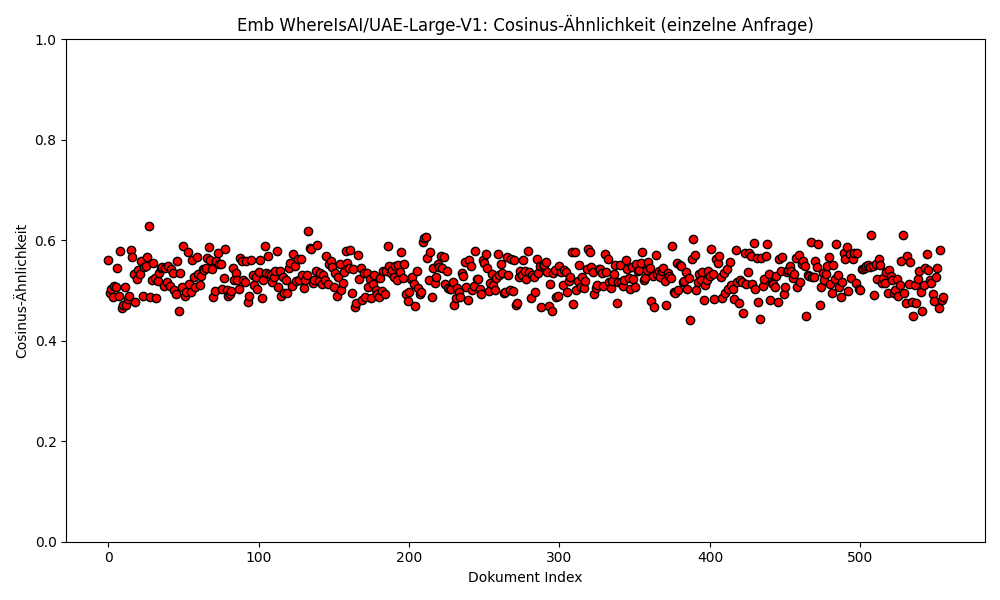 Emb WhereIsAI/UAE-Large-V1: Cosinus-Ähnlichkeit (einzelne Anfrage)
1.0
0.8
0.6
0.4
0.2
0.0
Cosinus-Ähnlichkeit
0 100 200 300 400 500
Dokument Index